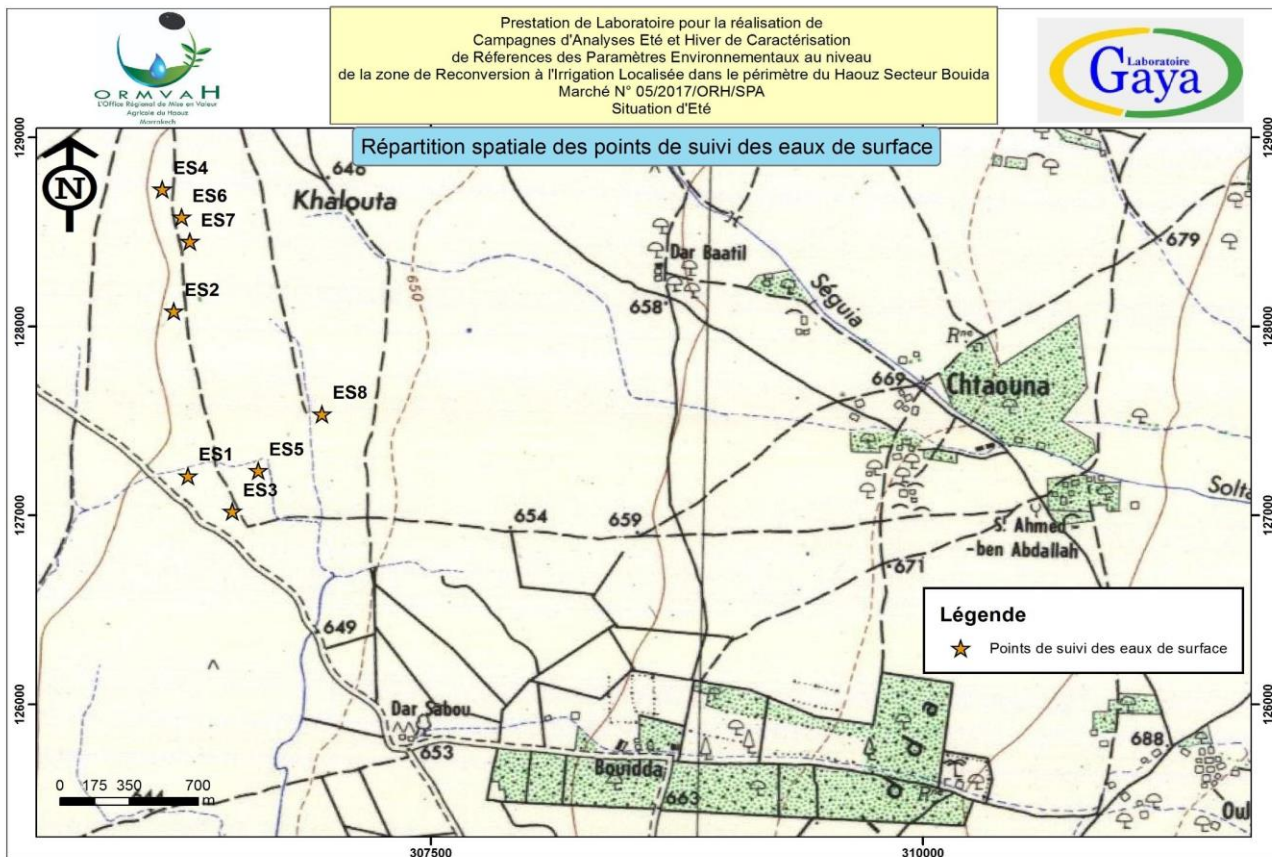 ORMVAH
L'Office Régional de Mise en Valeur
Agricole du Haouz
Marrakech
Prestation de Laboratoire pour la réalisation de
Campagnes d'Analyses Eté et Hiver de Caractérisation
de Réferences des Paramètres Environnementaux au niveau
de la zone de Reconversion à l'Irrigation Localisée dans le périmètre du Haouz Secteur Bouida
Marché N° 05/2017/ORH/SPA
Situation d'Eté
Laboratoire
Gaya
Répartition spatiale des points de suivi des eaux de surface
129000
129000
N
ES4
ES6
ES7
ES2
648
Khalouta
650
Dar Baatil
658
Séguia
679
128000
128000
Rne
669
Chtaouna
ES8
ES1
ES5
ES3
127000
127000
654
659
Solta
St Ahmed -
- ben Abdallah
671
Légende
Points de suivi des eaux de surface
649
126000
126000
Dar Sabou
653
Bouidda
663
688
Oul
0 175 350 700
m
307500
310000